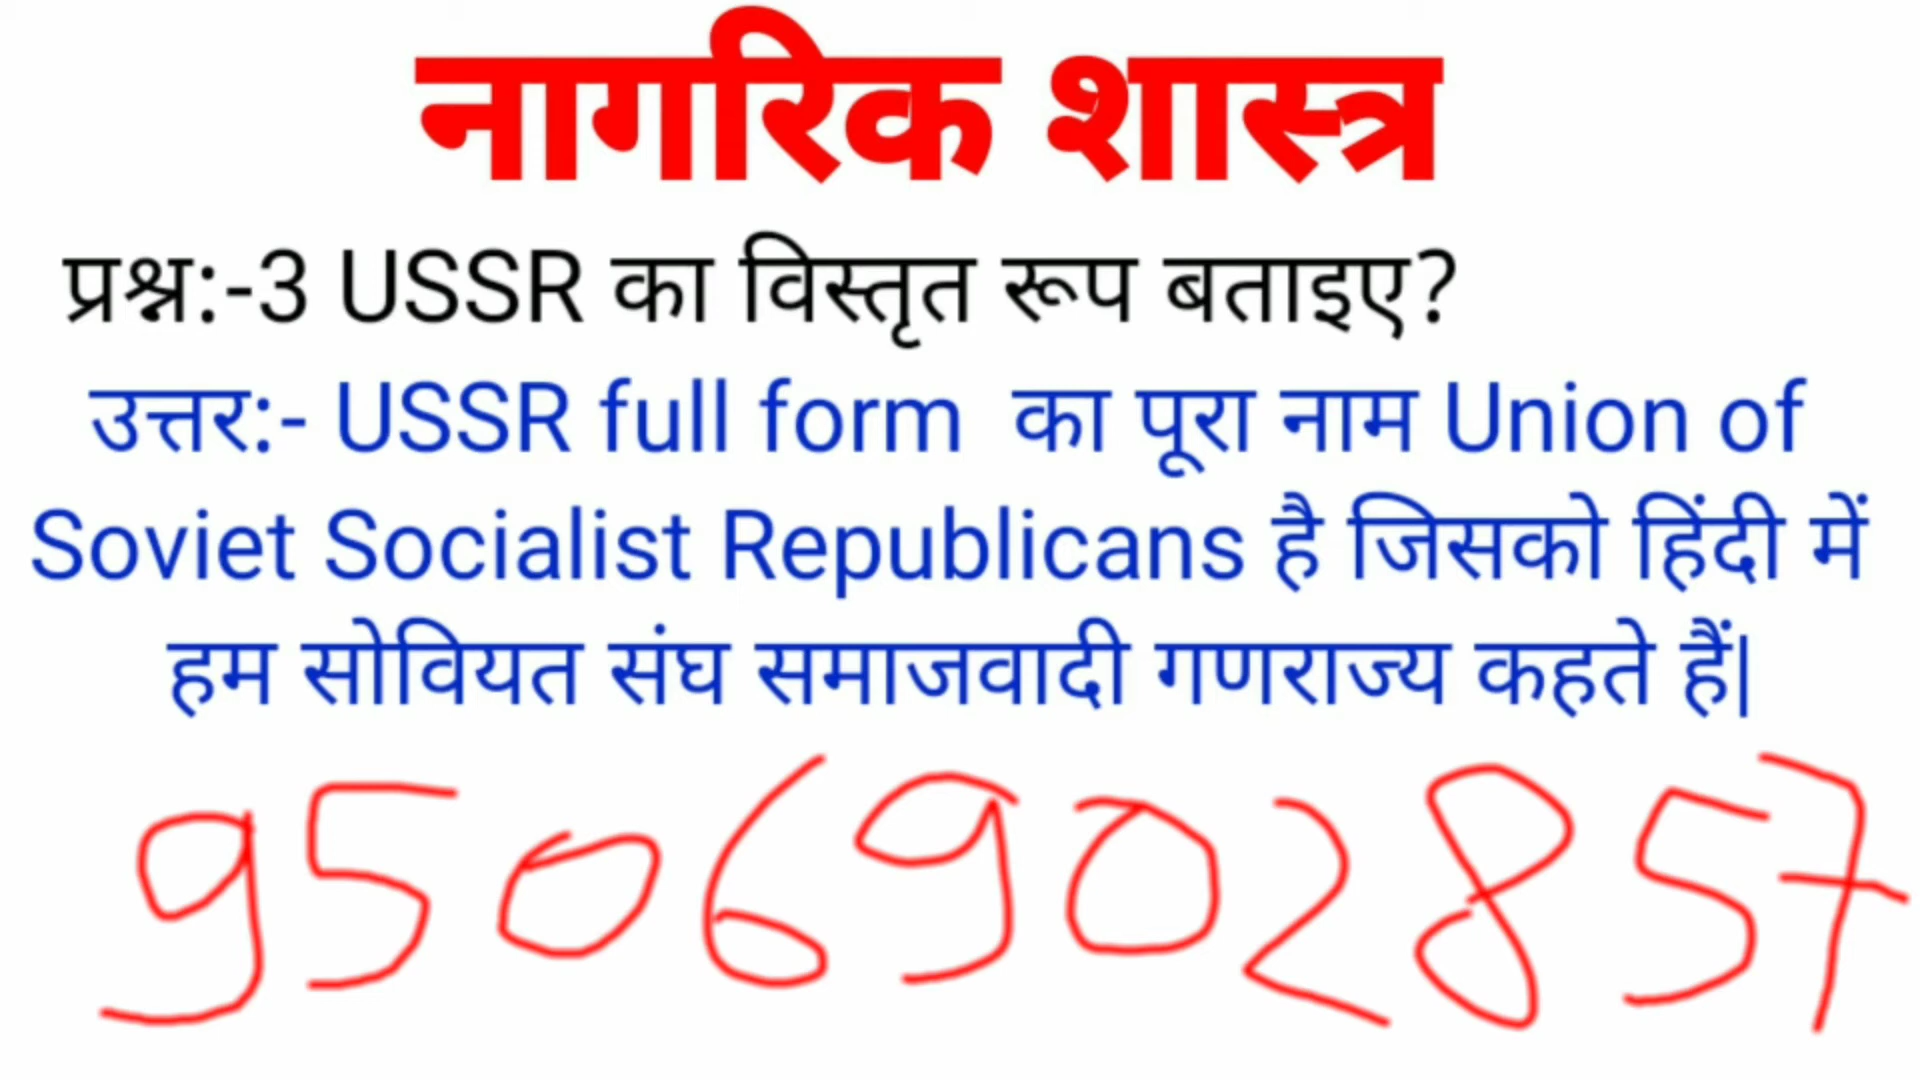 नागरिक शास्त्र
प्रश्न:-3 USSR का विस्तृत रूप बताइए?
उत्तर:- USSR full form का पूरा नाम Union of
Soviet Socialist Republicans है जिसको हिंदी में
हम सोवियत संघ समाजवादी गणराज्य कहते हैं|
9506902857